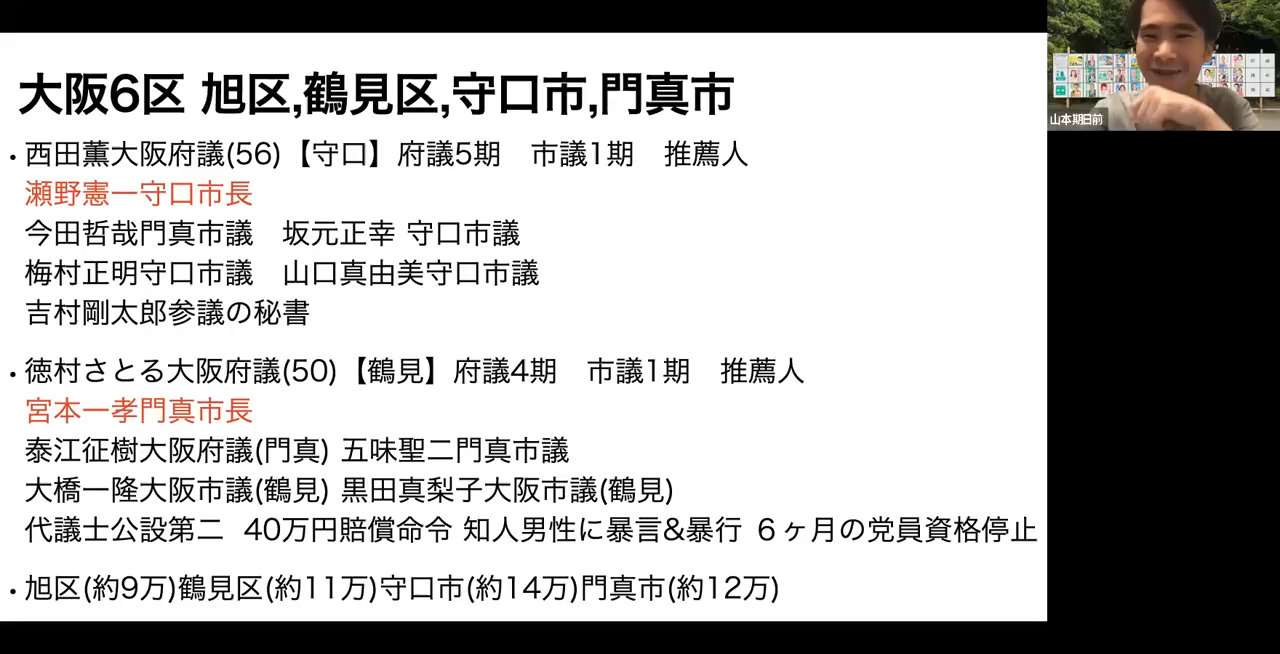 大阪6区 旭区,鶴見区,守口市,門真市
・西田薫大阪府議(56)【守口】府議5期　市議1期　推薦人
瀬野憲一守口市長
今田哲哉門真市議　坂元正幸 守口市議
梅村正明守口市議　山口真由美守口市議
吉村剛太郎参議の秘書
・徳村さとる大阪府議(50)【鶴見】府議4期　市議1期　推薦人
宮本一孝門真市長
泰江征樹大阪府議(門真) 五味聖二門真市議
大橋一隆大阪市議(鶴見) 黒田真梨子大阪市議(鶴見)
代議士公設第二 40万円賠償命令 知人男性に暴言&暴行 6ヶ月の党員資格停止
・旭区(約9万)鶴見区(約11万)守口市(約14万)門真市(約12万)
山本期日前